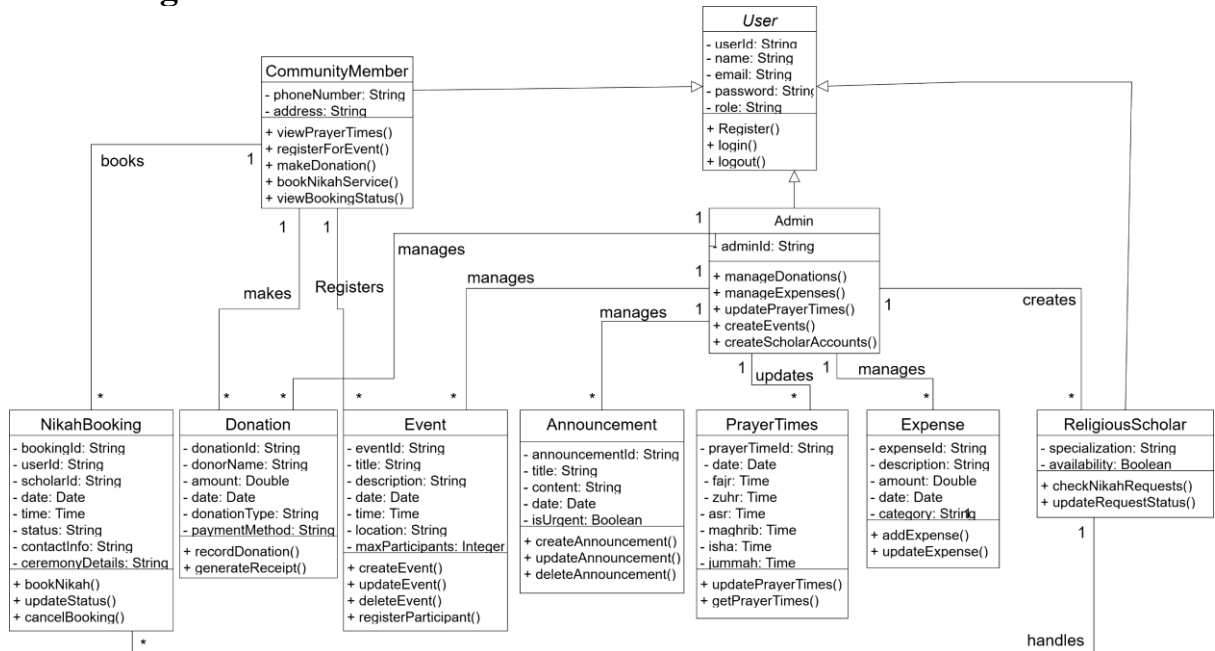 User
- userId: String
- name: String
- email: String
- password: String
- role: String
+ Register()
+ login()
+ logout()
CommunityMember
- phoneNumber: String
- address: String
+ viewPrayerTimes()
+ registerForEvent()
+ makeDonation()
+ bookNikahService()
+ viewBookingStatus()
books
1
1
1
makes
Registers
Admin
- adminId: String
+ manageDonations()
+ manageExpenses()
+ updatePrayerTimes()
+ createEvents()
+ createScholarAccounts()
1
manages
1
manages
1
manages
1
creates
1
updates
1
manages
*
*
*
*
*
*
*
*
*
NikahBooking
- bookingId: String
- userId: String
- scholarId: String
- date: Date
- time: Time
- status: String
- contactInfo: String
- ceremonyDetails: String
+ bookNikah()
+ updateStatus()
+ cancelBooking()
Donation
- donationId: String
- donorName: String
- amount: Double
- date: Date
- donationType: String
- paymentMethod: String
+ recordDonation()
+ generateReceipt()
Event
- eventId: String
- title: String
- description: String
- date: Date
- time: Time
- location: String
- maxParticipants: Integer
+ createEvent()
+ updateEvent()
+ deleteEvent()
+ registerParticipant()
Announcement
- announcementId: String
- title: String
- content: String
- date: Date
- isUrgent: Boolean
+ createAnnouncement()
+ updateAnnouncement()
+ deleteAnnouncement()
PrayerTimes
- prayerTimeId: String
- date: Date
- fajr: Time
- zuhr: Time
- asr: Time
- maghrib: Time
- isha: Time
- jummah: Time
+ updatePrayerTimes()
+ getPrayerTimes()
Expense
- expenseId: String
- description: String
- amount: Double
- date: Date
- category: String
1
+ addExpense()
+ updateExpense()
ReligiousScholar
- specialization: String
- availability: Boolean
+ checkNikahRequests()
+ updateRequestStatus()
1
handles
*